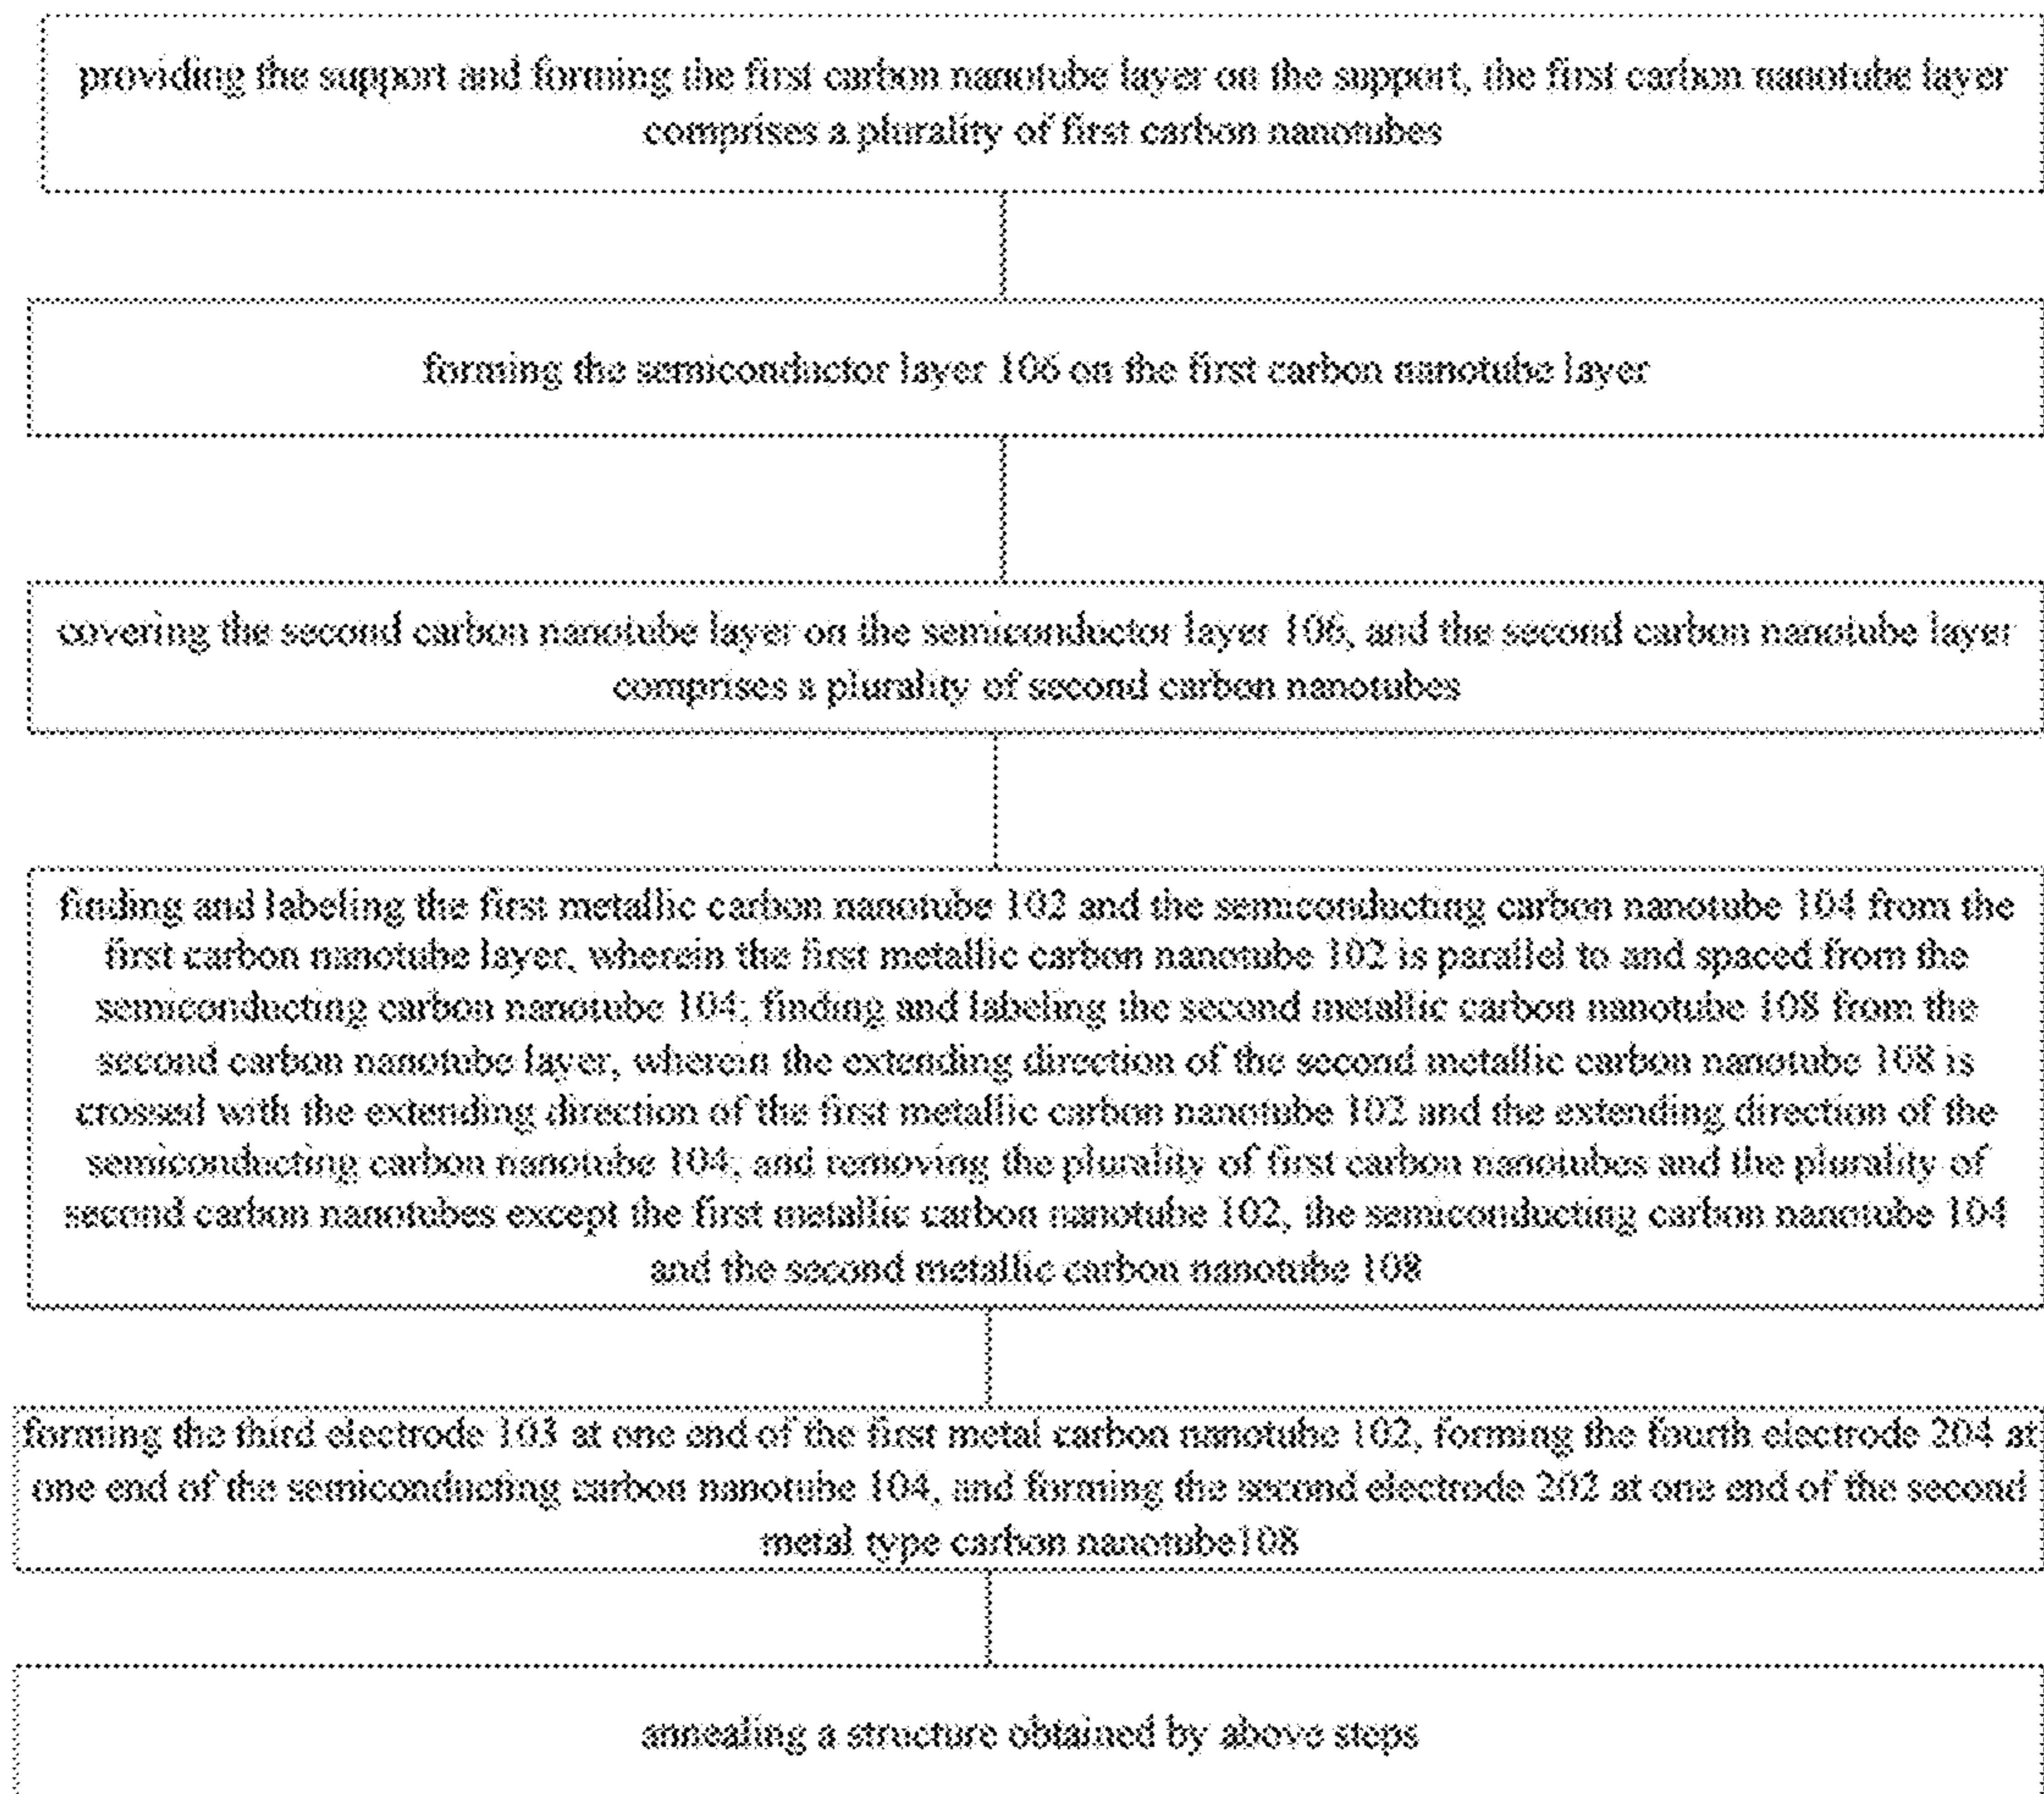 providing the support and forming the first carbon nanotube layer on the support, the first carbon nanotube layer
comprises a plurality of first carbon nanotubes
forming the semiconductor layer 106 on the first carbon nanotube layer
covering the second carbon nanotube layer on the semiconductor layer 106, and the second carbon nanotube layer
comprises a plurality of second carbon nanotubes
finding and labeling the first metallic carbon nanotube 102 and the semiconducting carbon nanotube 104 from the
first carbon nanotube layer, wherein the first metallic carbon nanotube 102 is parallel to and spaced from the
semiconducting carbon nanotube 104; finding and labeling the second metallic carbon nanotube 108 from the
second carbon nanotube layer, wherein the extending direction of the second metallic carbon nanotube 108 is
crossed with the extending direction of the first metallic carbon nanotube 102 and the extending direction of the
semiconducting carbon nanotube 104; and removing the plurality of first carbon nanotubes and the plurality of
second carbon nanotubes except the first metallic carbon nanotube 102, the semiconducting carbon nanotube 104
and the second metallic carbon nanotube 108
forming the third electrode 103 at one end of the first metal carbon nanotube 102, forming the fourth electrode 204 at
one end of the semiconducting carbon nanotube 104, and forming the second electrode 202 at one end of the second
metal type carbon nanotube108
annealing a structure obtained by above steps